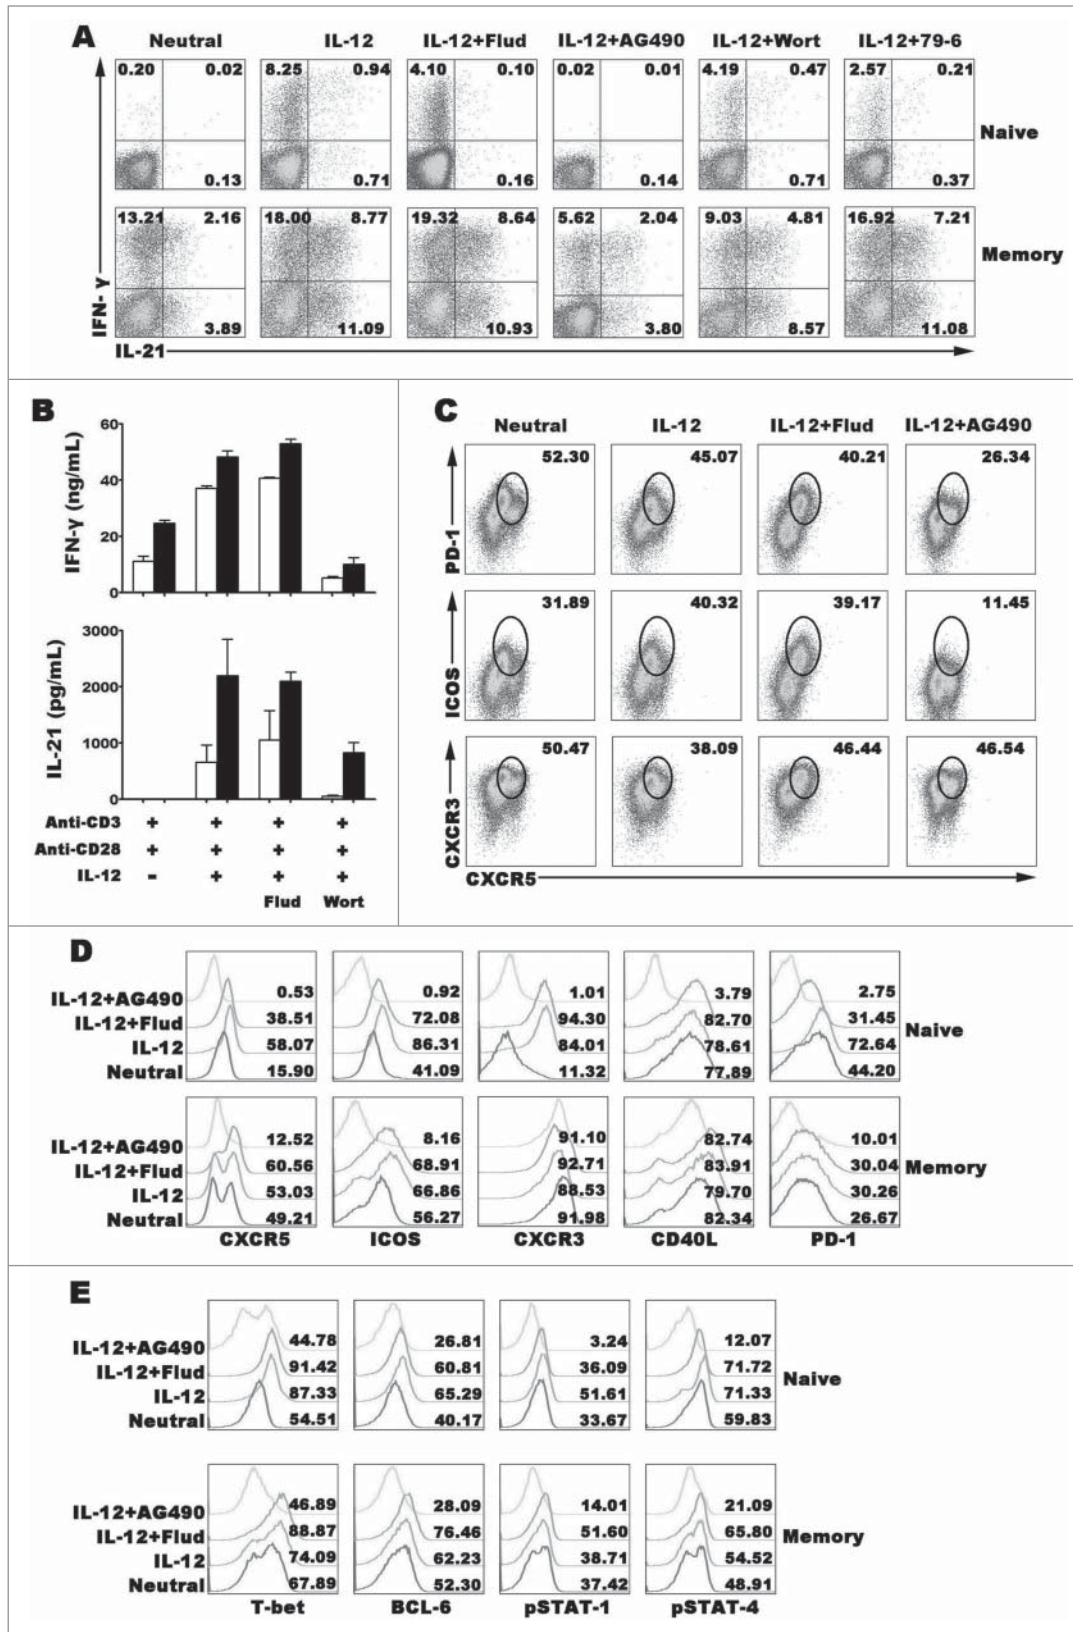 A
Neutral IL-12 IL-12+Flud IL-12+AG490 IL-12+Wort IL-12+79-6
0.20 0.02 8.25 0.94 4.10 0.10 0.02 0.01 4.19 0.47 2.57 0.21
Naive
0.13 0.71 0.16 0.14 0.71 0.37
13.21 2.16 18.00 8.77 19.32 8.64 5.62 2.04 9.03 4.81 16.92 7.21
Memory
3.89 11.09 10.93 3.80 8.57 11.08
IFN-γ
IL-21
B
IFN-γ (ng/mL)
60
40
20
0
IL-21 (pg/mL)
3000
2000
1000
0
Anti-CD3 + + + +
Anti-CD28 + + + +
IL-12 - + + +
Flud Wort
C
Neutral IL-12 IL-12+Flud IL-12+AG490
52.30 45.07 40.21 26.34
PD-1
31.89 40.32 39.17 11.45
ICOS
50.47 38.09 46.44 46.54
CXCR3
CXCR5
D
IL-12+AG490 0.53 0.92 1.01 3.79 2.75
IL-12+Flud 38.51 72.08 94.30 82.70 31.45 Naive
IL-12 58.07 86.31 84.01 78.61 72.64
Neutral 15.90 41.09 11.32 77.89 44.20
IL-12+AG490 12.52 8.16 91.10 82.74 10.01
IL-12+Flud 60.56 68.91 92.71 83.91 30.04 Memory
IL-12 53.03 66.86 88.53 79.70 30.26
Neutral 49.21 56.27 91.98 82.34 26.67
CXCR5 ICOS CXCR3 CD40L PD-1
E
IL-12+AG490 44.78 26.81 3.24 12.07
IL-12+Flud 91.42 60.81 36.09 71.72 Naive
IL-12 87.33 65.29 51.61 71.33
Neutral 54.51 40.17 33.67 59.83
IL-12+AG490 46.89 28.09 14.01 21.09
IL-12+Flud 88.87 76.46 51.60 65.80 Memory
IL-12 74.09 62.23 38.71 54.52
Neutral 67.89 52.30 37.42 48.91
T-bet BCL-6 pSTAT-1 pSTAT-4